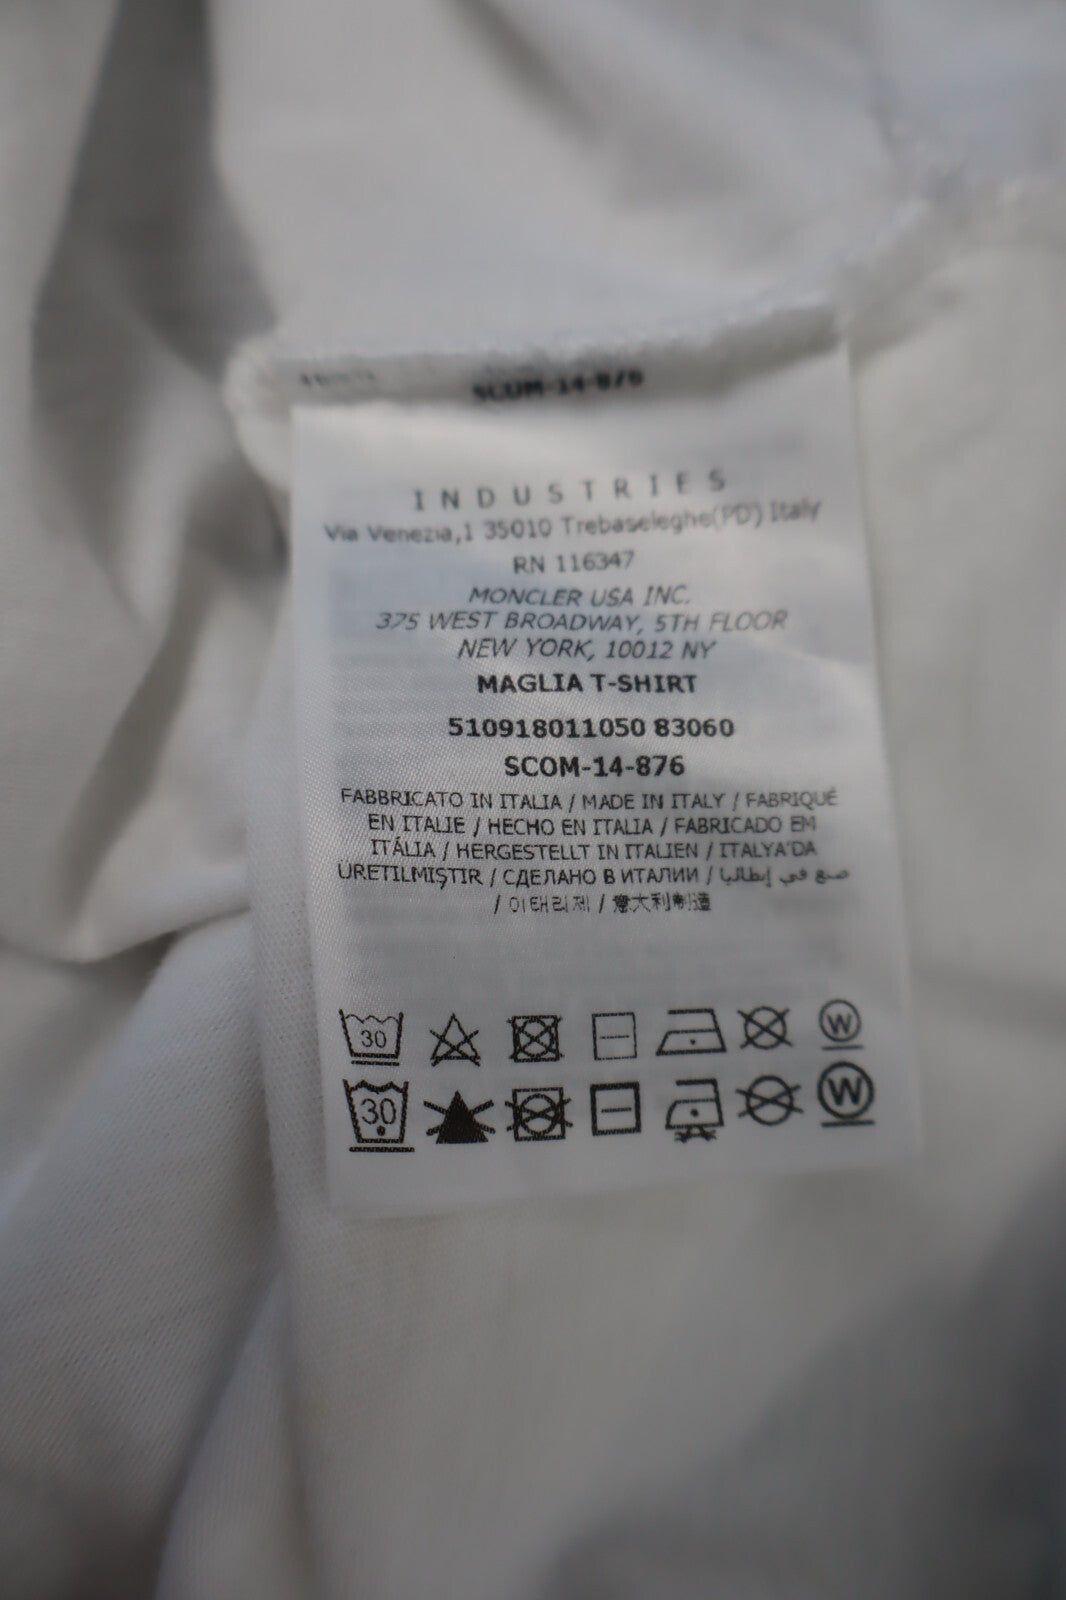 SCOM-14-876
INDUSTRIES
Via Venezia,1 35010 Trebaseleghe(PD) Italy
RN 116347
MONCLER USA INC.
375 WEST BROADWAY, 5TH FLOOR
NEW YORK, 10012 NY
MAGLIA T-SHIRT
510918011050 83060
SCOM-14-876
FABBRICATO IN ITALIA / MADE IN ITALY / FABRIQUÉ
EN ITALIE / HECHO EN ITALIA / FABRICADO EM
ITÁLIA / HERGESTELLT IN ITALIEN / ITALYA'DA
ÜRETILMIŞTIR / СДЕЛАНО В ИТАЛИИ / صنع في إيطاليا
/ 이태리제 / 意大利制造
30 W
30 W